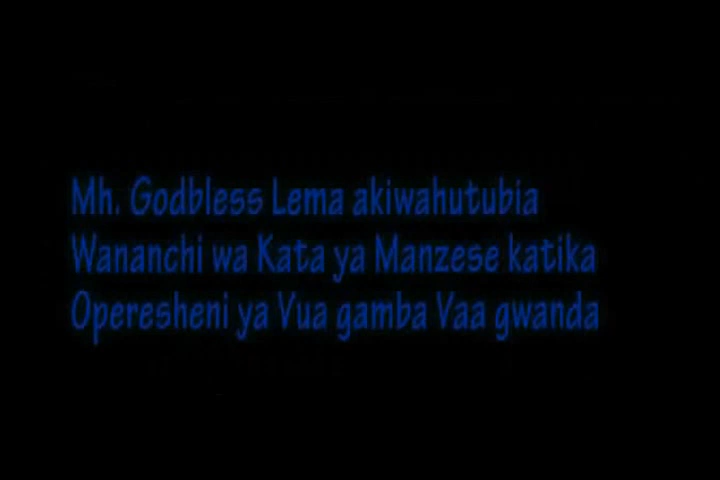 Mh. Godbless Lema akiwahutubia
Wananchi wa Kata ya Manzese katika
Operesheni ya Vua gamba Vaa gwanda